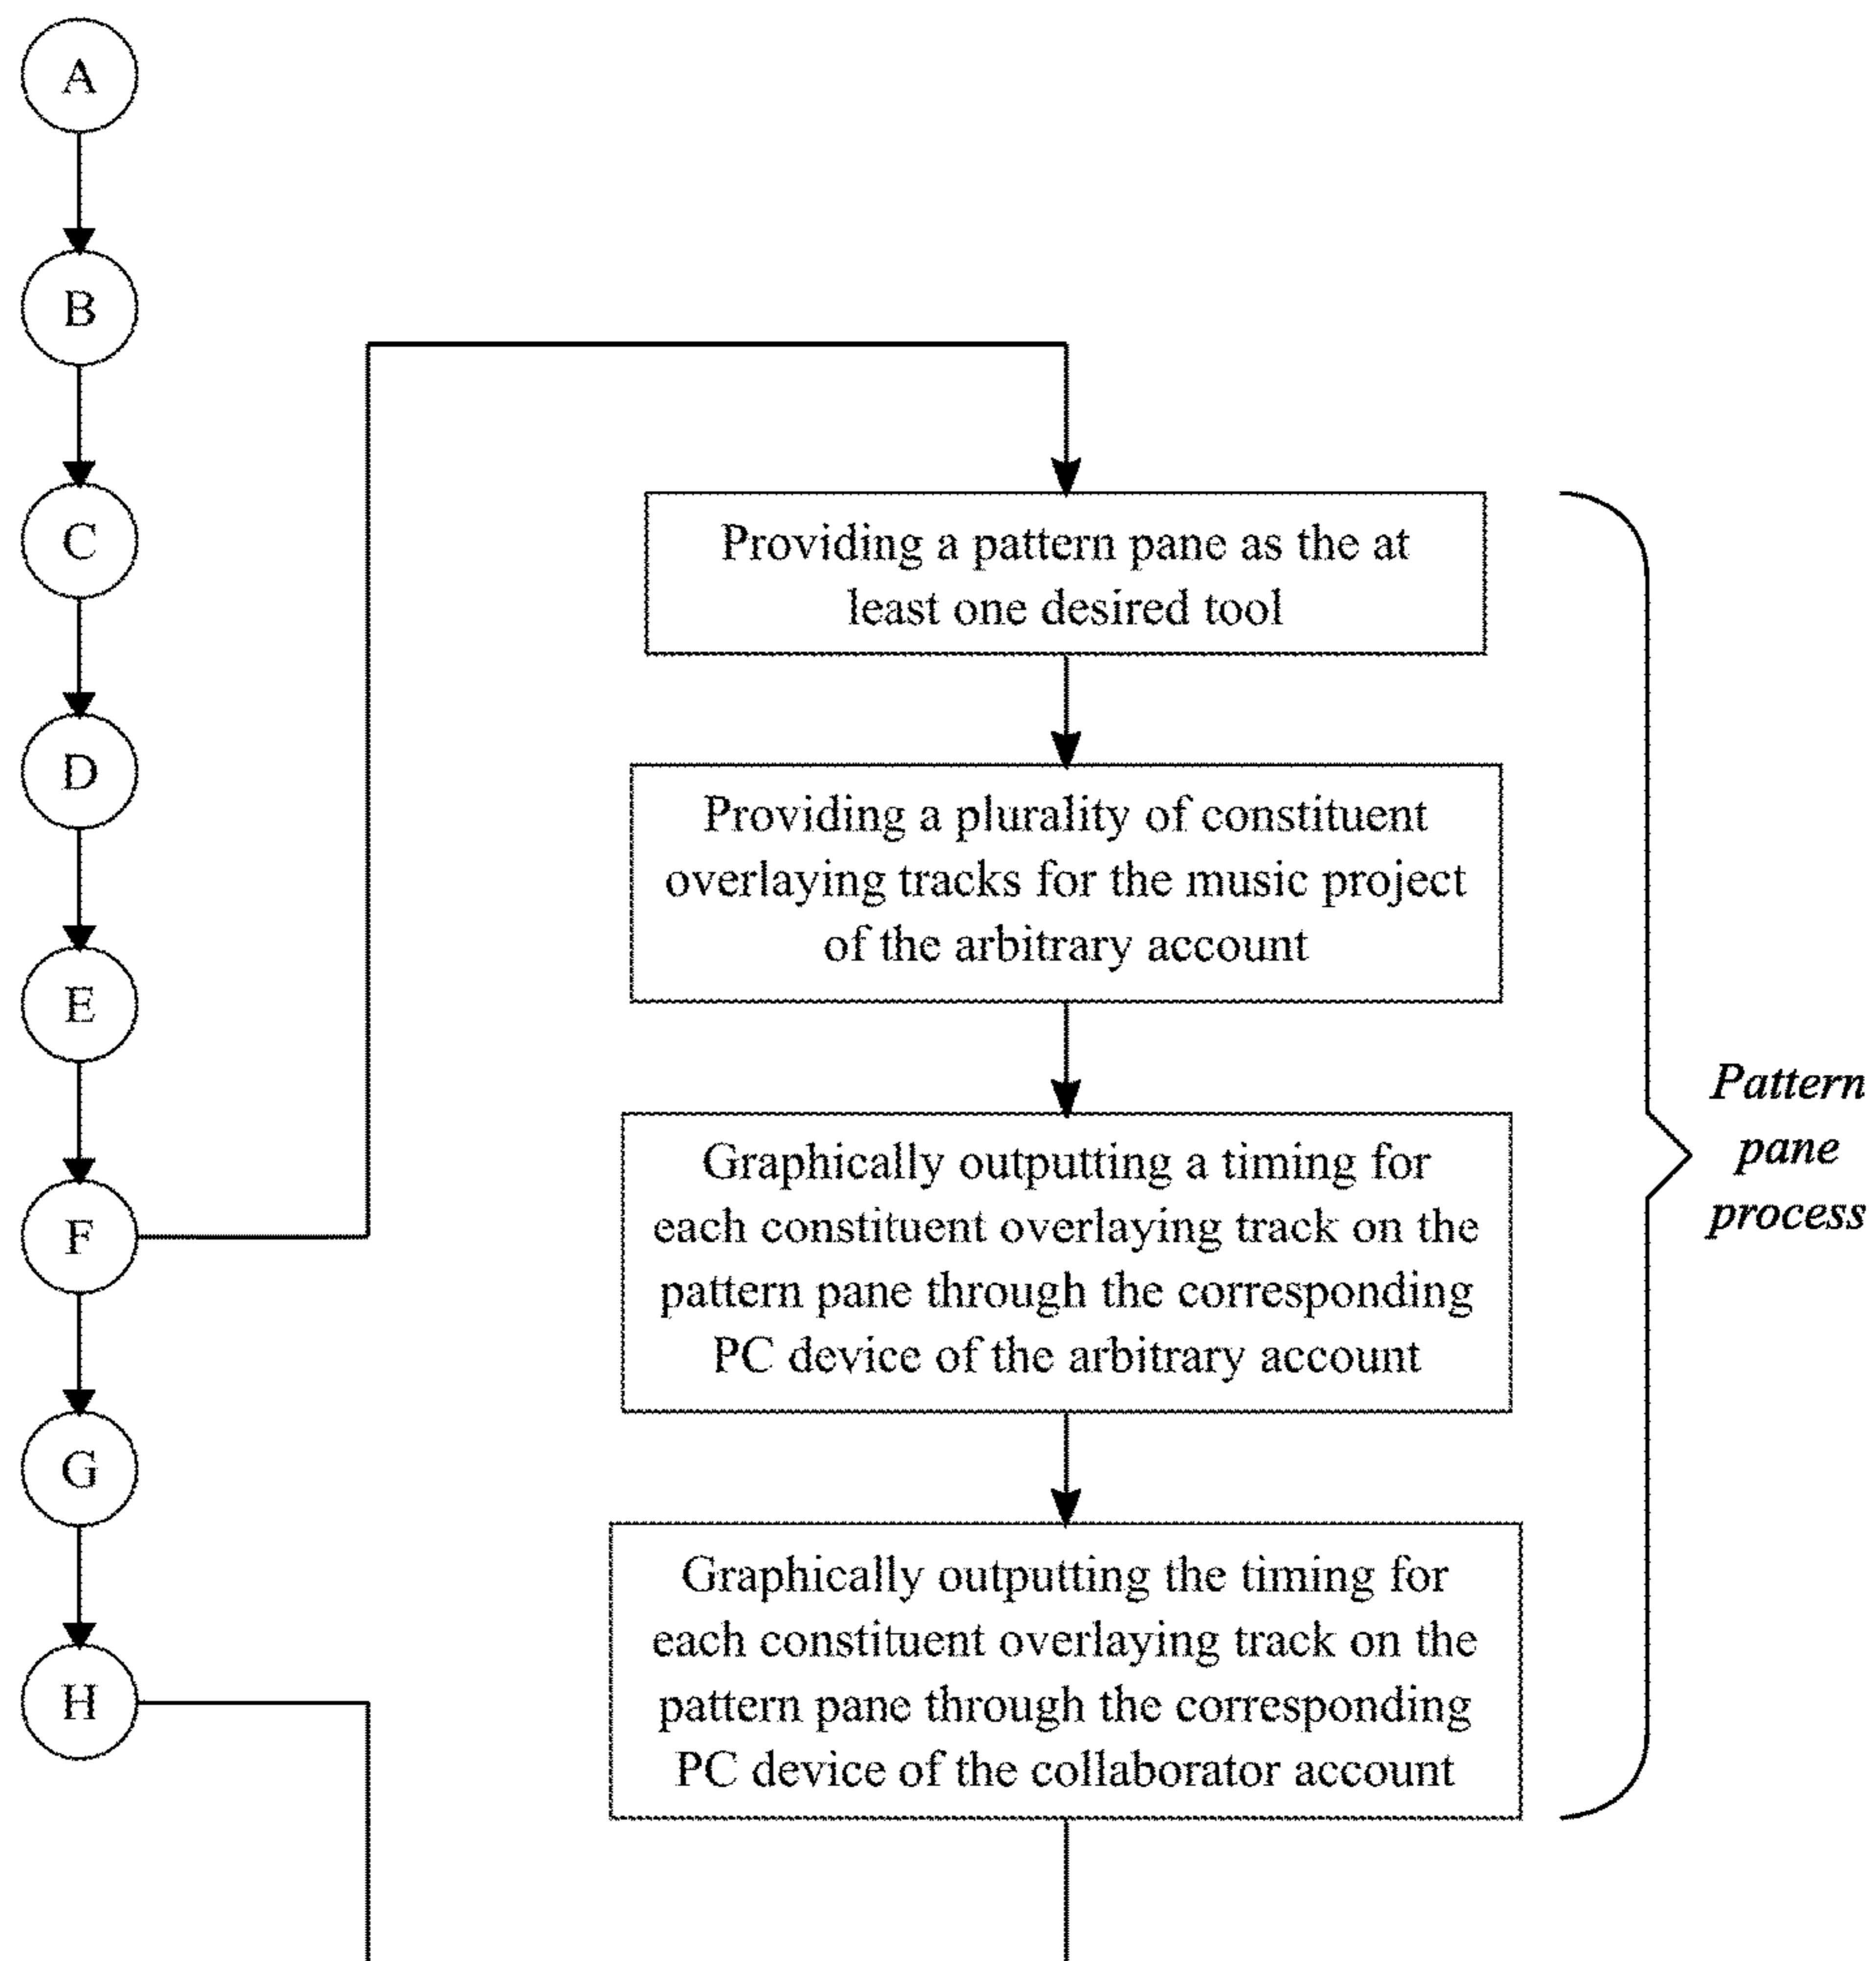 A
B
C
D
E
F
G
H
Providing a pattern pane as the at
least one desired tool
Providing a plurality of constituent
overlaying tracks for the music project
of the arbitrary account
Graphically outputting a timing for
each constituent overlaying track on the
pattern pane through the corresponding
PC device of the arbitrary account
Graphically outputting the timing for
each constituent overlaying track on the
pattern pane through the corresponding
PC device of the collaborator account
Pattern
pane
process